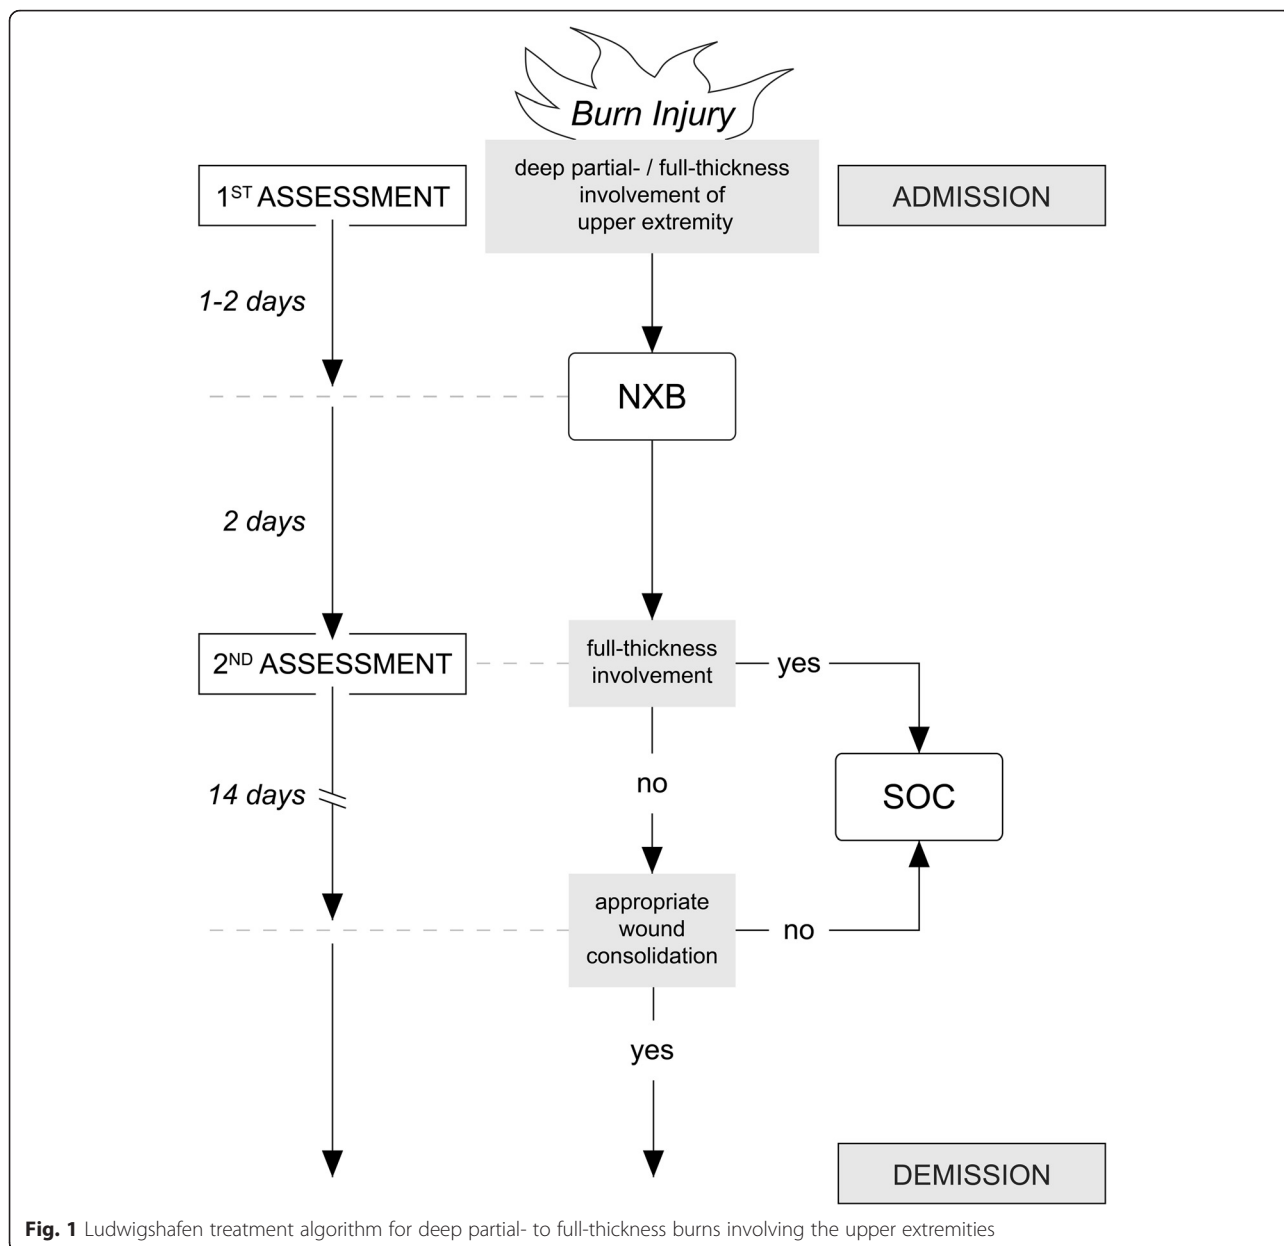 Burn Injury
deep partial- / full-thickness
involvement of
upper extremity
1ST ASSESSMENT
ADMISSION
1-2 days
NXB
2 days
2ND ASSESSMENT
full-thickness
involvement
yes
no
14 days
SOC
appropriate
wound
consolidation
no
yes
DEMISSION
Fig. 1 Ludwigshafen treatment algorithm for deep partial- to full-thickness burns involving the upper extremities